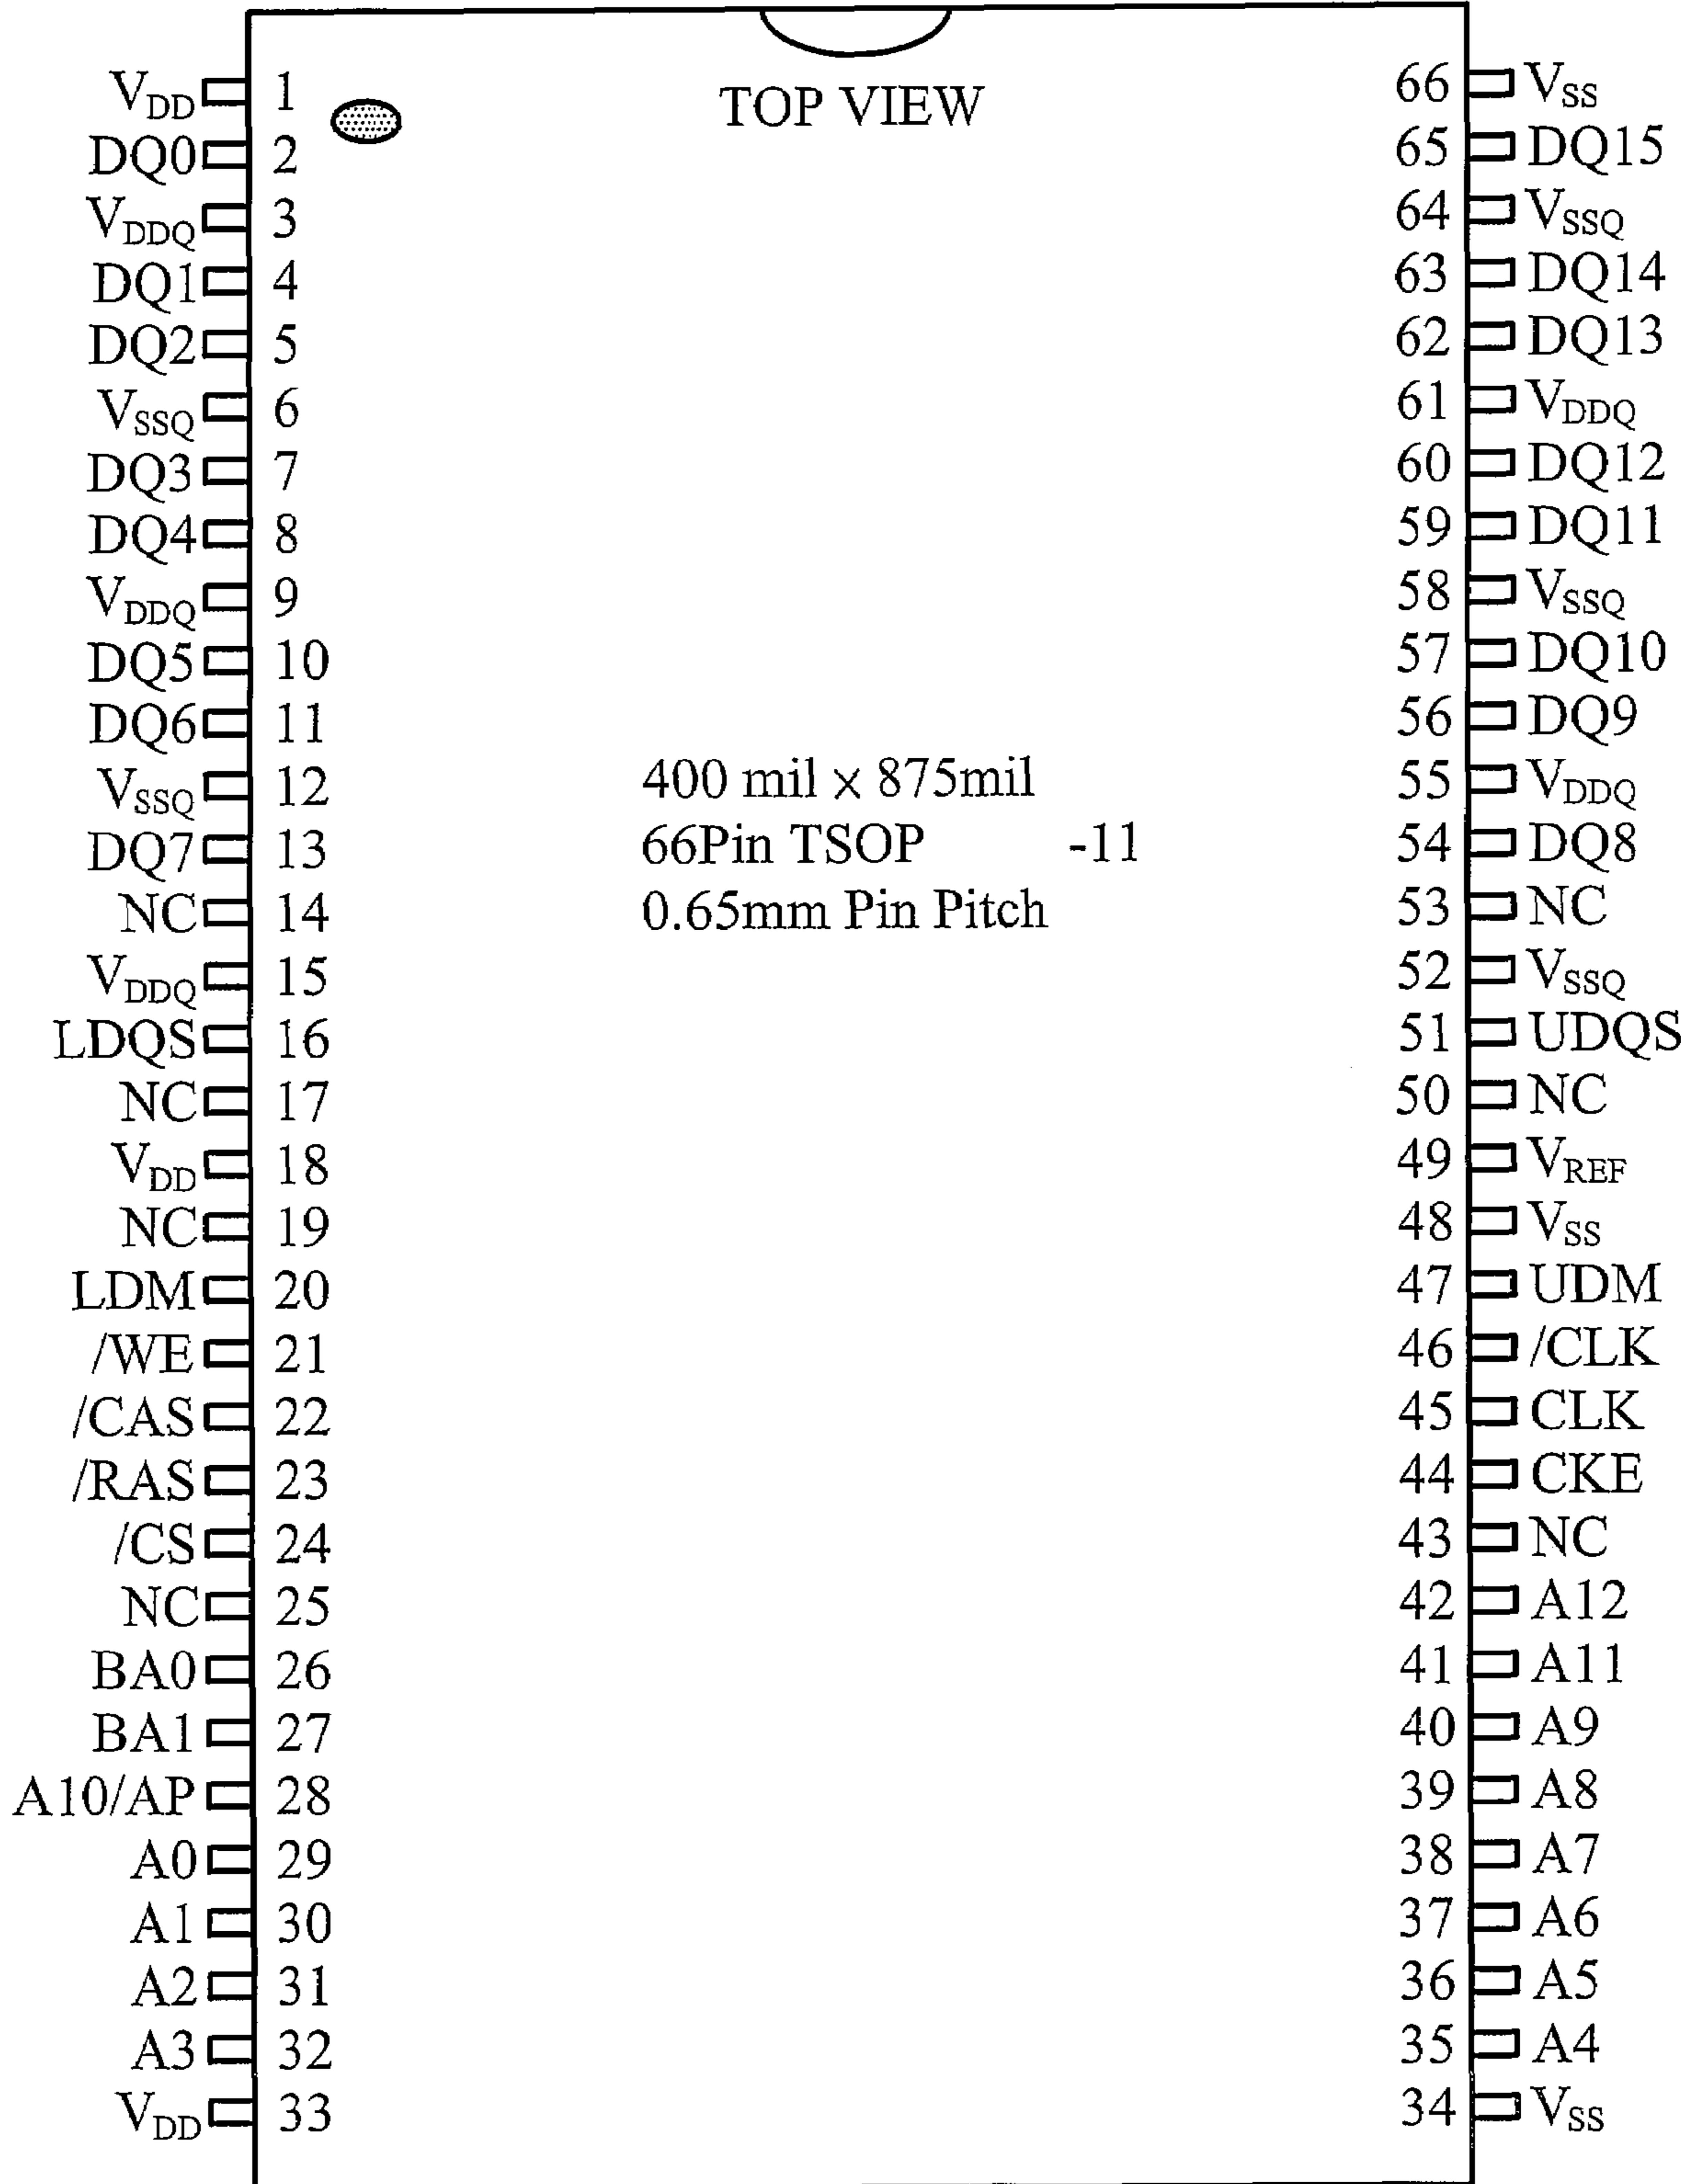 TOP VIEW
VDD 1 66 VSS
DQ0 2 65 DQ15
VDDQ 3 64 VSSQ
DQ1 4 63 DQ14
DQ2 5 62 DQ13
VSSQ 6 61 VDDQ
DQ3 7 60 DQ12
DQ4 8 59 DQ11
VDDQ 9 58 VSSQ
DQ5 10 57 DQ10
DQ6 11 56 DQ9
VSSQ 12 400 mil × 875mil 55 VDDQ
DQ7 13 66Pin TSOP -11 54 DQ8
NC 14 0.65mm Pin Pitch 53 NC
VDDQ 15 52 VSSQ
LDQS 16 51 UDQS
NC 17 50 NC
VDD 18 49 VREF
NC 19 48 VSS
LDM 20 47 UDM
/WE 21 46 /CLK
/CAS 22 45 CLK
/RAS 23 44 CKE
/CS 24 43 NC
NC 25 42 A12
BA0 26 41 A11
BA1 27 40 A9
A10/AP 28 39 A8
A0 29 38 A7
A1 30 37 A6
A2 31 36 A5
A3 32 35 A4
VDD 33 34 VSS